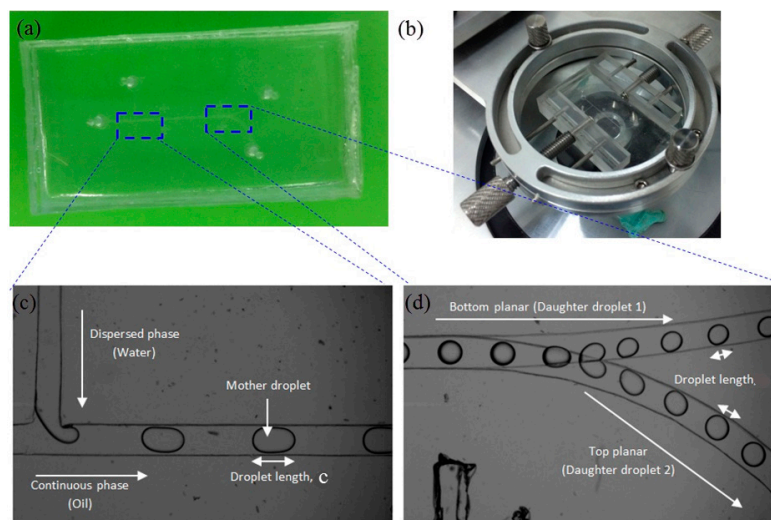 (a)
(b)
(c)
Dispersed phase
(Water)
Mother droplet
Droplet length, c
Continuous phase
(Oil)
(d)
Bottom planar (Daughter droplet 1)
Droplet length,
Top planar
(Daughter droplet 2)